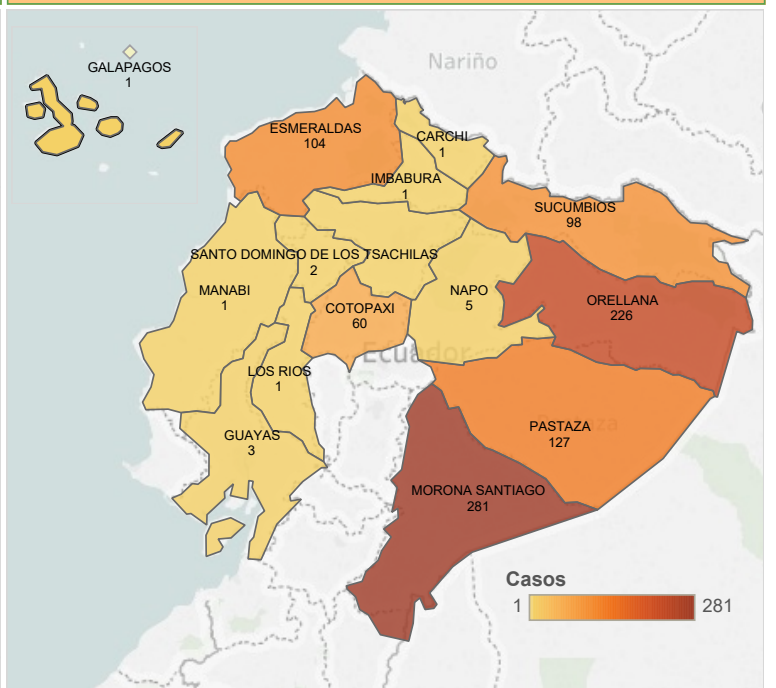 Nariño
GALAPAGOS
1
ESMERALDAS
104
CARCHI
1
IMBABURA
1
SUCUMBIOS
98
SANTO DOMINGO DE LOS TSACHILAS
2
MANABI
1
NAPO
5
ORELLANA
226
COTOPAXI
60
Ecuador
LOS RIOS
1
PASTAZA
127
GUAYAS
3
MORONA SANTIAGO
281
Casos
1 281